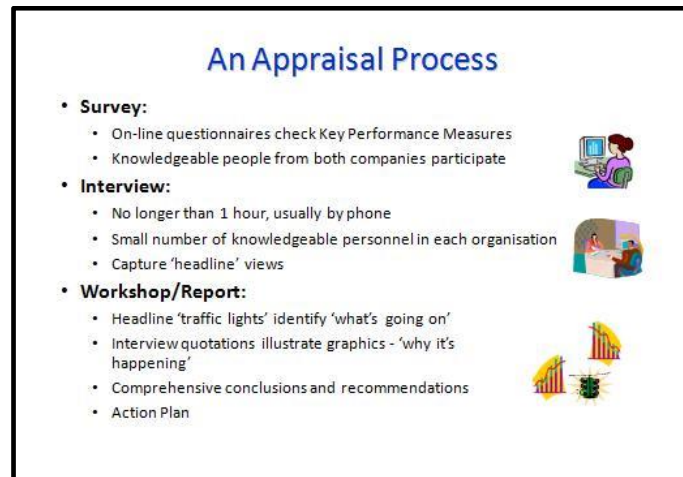 An Appraisal Process
• Survey:
• On-line questionnaires check Key Performance Measures
• Knowledgeable people from both companies participate
• Interview:
• No longer than 1 hour, usually by phone
• Small number of knowledgeable personnel in each organisation
• Capture ‘headline’ views
• Workshop/Report:
• Headline ‘traffic lights’ identify ‘what’s going on’
• Interview quotations illustrate graphics - ‘why it’s
happening’
• Comprehensive conclusions and recommendations
• Action Plan